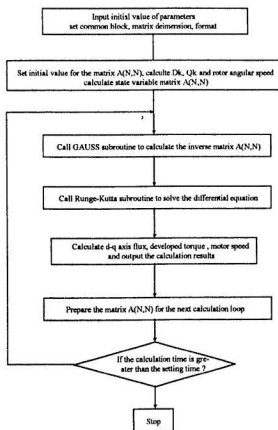 Input initial value of parameters
set common block, matrix deimension, format
Set initial value for the matrix A(N,N), calculte Dk, Qk and rotor angular speed
calculate state variable matrix A(N,N)
Call GAUSS subroutine to calculate the inverse matrix A(N,N)
Call Runge-Kutta subroutine to solve the differential equation
Calculate d-q axis flux, developed torque , motor speed
and output the calculation results
Prepare the matrix A(N,N) for the next calculation loop
If the calculation time is gre-
ater than the setting time ?
Stop